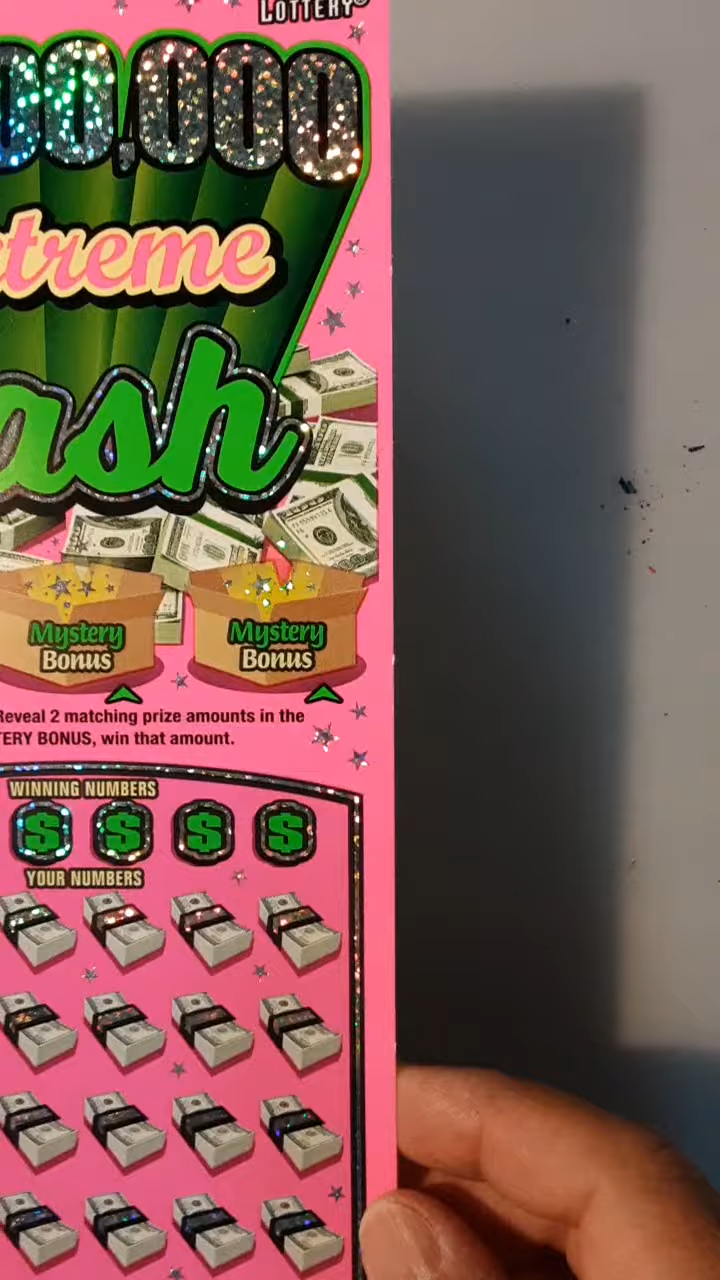 LOTTERY®
00,000
treme
ash
Mystery Bonus
Mystery Bonus
Reveal 2 matching prize amounts in the
TERY BONUS, win that amount.
WINNING NUMBERS
$ $ $ $
YOUR NUMBERS